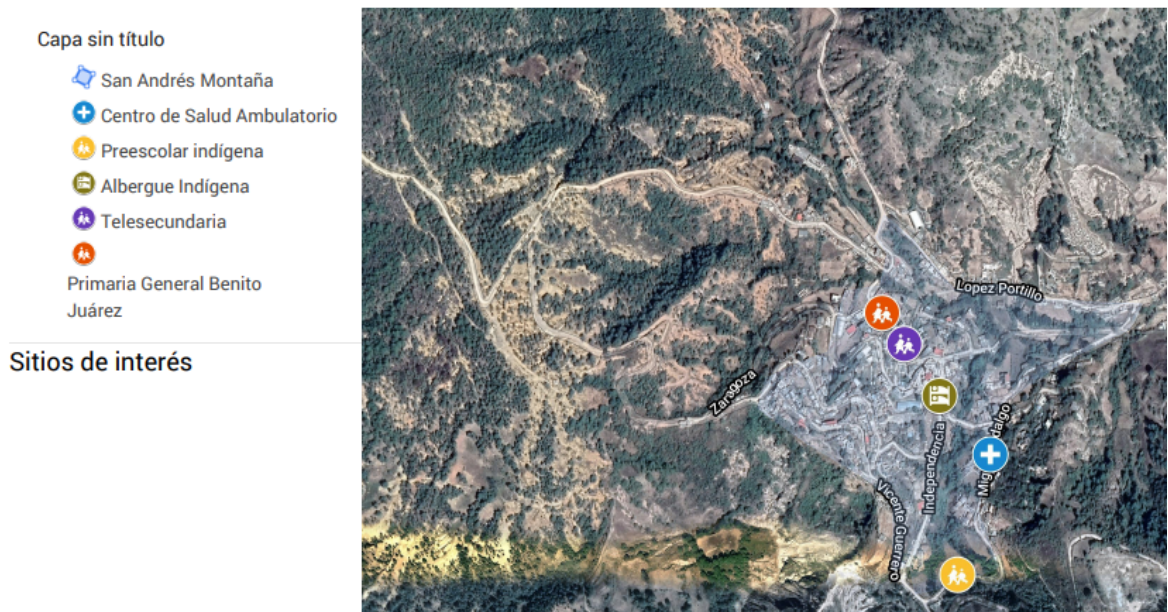 Capa sin título
San Andrés Montaña
Centro de Salud Ambulatorio
Preescolar indígena
Albergue Indígena
Telesecundaria
Primaria General Benito
Juárez
Sitios de interés
Lopez Portillo
Zaragoza
Independencia
Vicente Guerrero